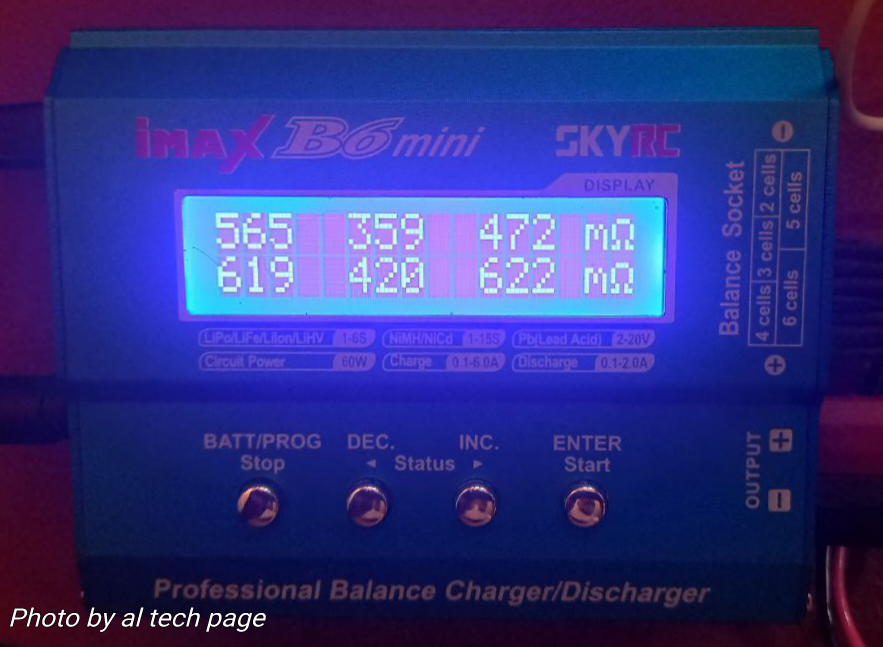 iMAX B6 mini SKYRC
DISPLAY
565 359 472 mΩ
619 420 622 mΩ
LiPo/LiFe/LiIon/LiHV 1-6S NiMH/NiCd 1-15S Pb(Lead Acid) 2-20V
Circuit Power 60W Charge 0.1-6.0A Discharge 0.1-2.0A
Balance Socket
2 cells
3 cells
4 cells
5 cells
6 cells
BATT/PROG DEC. INC. ENTER
Stop ◄ Status ► Start
OUTPUT
Professional Balance Charger/Discharger
Photo by al tech page